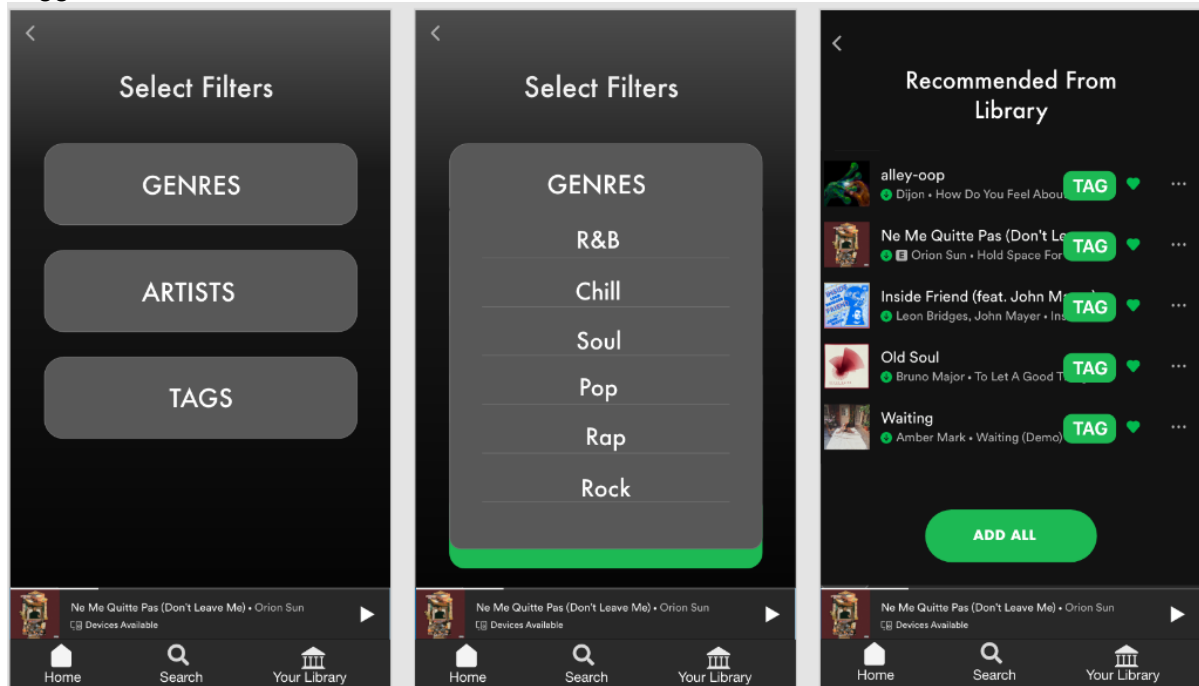 Select Filters
GENRES
ARTISTS
TAGS
Ne Me Quitte Pas (Don't Leave Me) • Orion Sun
Devices Available
Home Search Your Library
Select Filters
GENRES
R&B
Chill
Soul
Pop
Rap
Rock
Ne Me Quitte Pas (Don't Leave Me) • Orion Sun
Devices Available
Home Search Your Library
Recommended From
Library
alley-oop
Dijon • How Do You Feel Abou
TAG
Ne Me Quitte Pas (Don't Le
E Orion Sun • Hold Space For
TAG
Inside Friend (feat. John M
Leon Bridges, John Mayer • Ins
TAG
Old Soul
Bruno Major • To Let A Good T
TAG
Waiting
Amber Mark • Waiting (Demo)
TAG
ADD ALL
Ne Me Quitte Pas (Don't Leave Me) • Orion Sun
Devices Available
Home Search Your Library